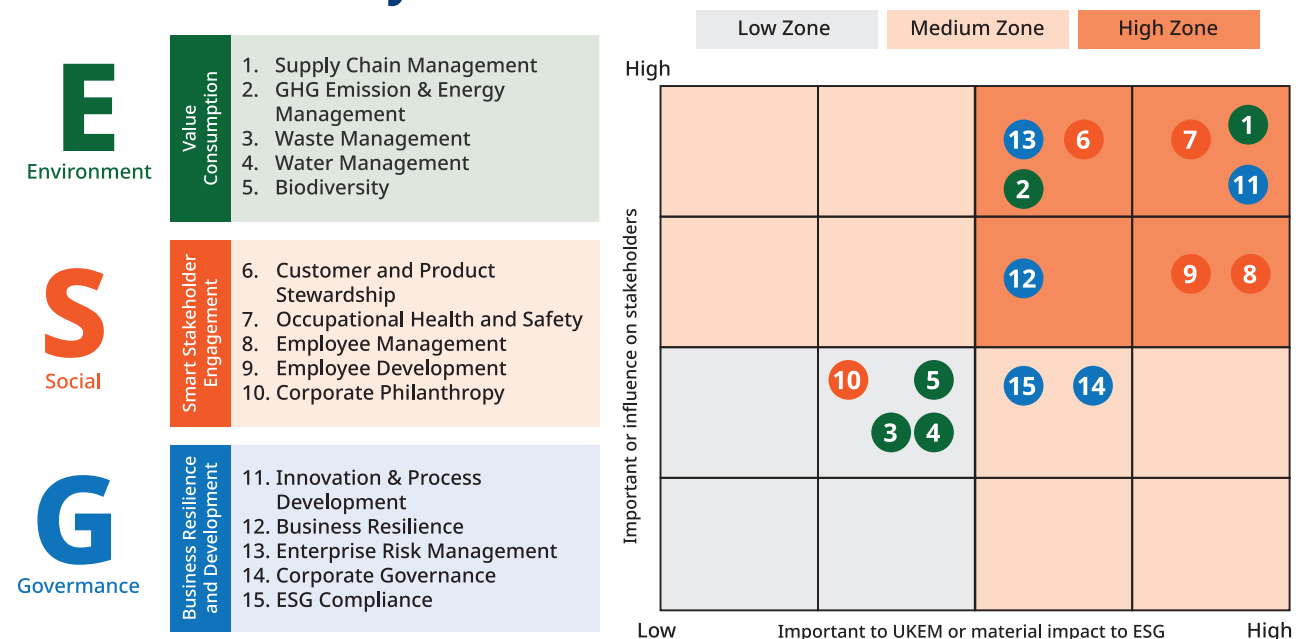 E
Environment
Value
Consumption
1. Supply Chain Management
2. GHG Emission & Energy
Management
3. Waste Management
4. Water Management
5. Biodiversity
S
Social
Smart Stakeholder
Engagement
6. Customer and Product
Stewardship
7. Occupational Health and Safety
8. Employee Management
9. Employee Development
10. Corporate Philanthropy
G
Govermance
Business Resilience
and Development
11. Innovation & Process
Development
12. Business Resilience
13. Enterprise Risk Management
14. Corporate Governance
15. ESG Compliance
Low Zone
Medium Zone
High Zone
High
Important or influence on stakeholders
13 6 7 1
2 11
12 9 8
10 5 15 14
3 4
Low
Important to UKEM or material impact to ESG
High